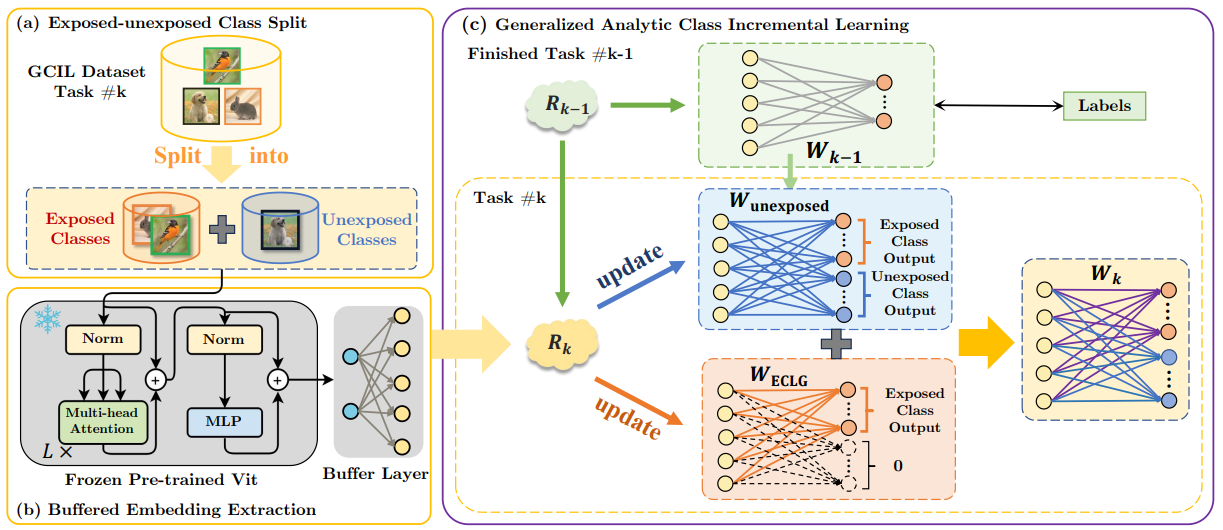 (a) Exposed-unexposed Class Split
GCIL Dataset
Task #k
Split into
Exposed
Classes
Unexposed
Classes
Norm
Norm
Multi-head
Attention
MLP
L ×
Frozen Pre-trained Vit
Buffer Layer
(b) Buffered Embedding Extraction
(c) Generalized Analytic Class Incremental Learning
Finished Task #k-1
R_{k-1}
W_{k-1}
Labels
Task #k
R_k
update
update
W_{unexposed}
Exposed
Class
Output
Unexposed
Class
Output
W_{ECLG}
Exposed
Class
Output
0
W_k